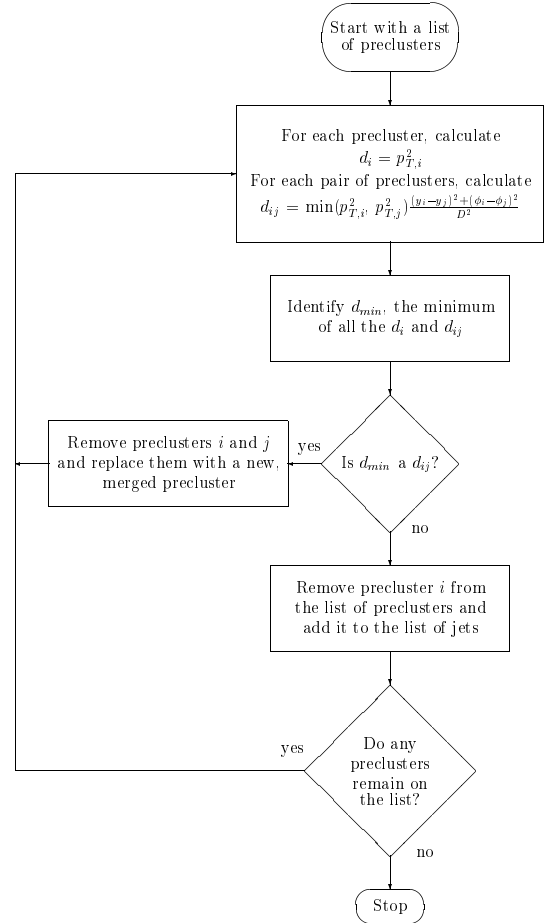 Start with a list
of preclusters
For each precluster, calculate
$d_i = p_{T,i}^2$
For each pair of preclusters, calculate
$d_{ij} = \min(p_{T,i}^2, p_{T,j}^2)\frac{(y_i-y_j)^2+(\phi_i-\phi_j)^2}{D^2}$
Identify $d_{min}$, the minimum
of all the $d_i$ and $d_{ij}$
Is $d_{min}$ a $d_{ij}$?
yes
Remove preclusters $i$ and $j$
and replace them with a new,
merged precluster
no
Remove precluster $i$ from
the list of preclusters and
add it to the list of jets
Do any
preclusters
remain on
the list?
yes
no
Stop